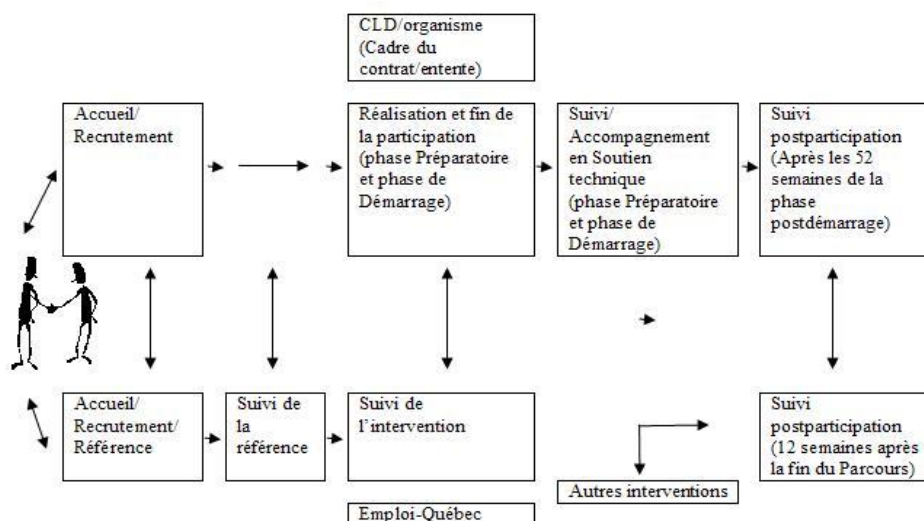 CLD/organisme
(Cadre du
contrat/entente)
Accueil/
Recrutement
Réalisation et fin de
la participation
(phase Préparatoire
et phase de
Démarrage)
Suivi/
Accompagnement
en Soutien
technique
(phase Préparatoire
et phase de
Démarrage)
Suivi
postparticipation
(Après les 52
semaines de la
phase
postdémarrage)
Accueil/
Recrutement/
Référence
Suivi de
la
référence
Suivi de
l’intervention
Suivi
postparticipation
(12 semaines après
la fin du Parcours)
Autres interventions
Emploi-Québec